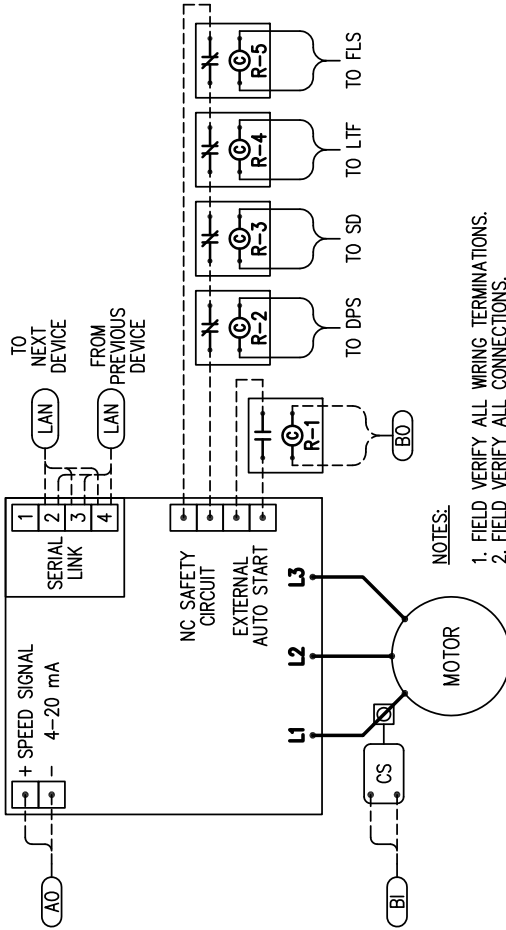 AO
+ SPEED SIGNAL
- 4-20 mA
1
2
3
4
SERIAL
LINK
LAN
TO
NEXT
DEVICE
LAN
FROM
PREVIOUS
DEVICE
NC SAFETY
CIRCUIT
EXTERNAL
AUTO START
L1
L2
L3
C
R-1
BO
C
R-2
TO DPS
C
R-3
TO SD
C
R-4
TO LTF
C
R-5
TO FLS
BI
CS
MOTOR
NOTES:
1. FIELD VERIFY ALL WIRING TERMINATIONS.
2. FIELD VERIFY ALL CONNECTIONS.